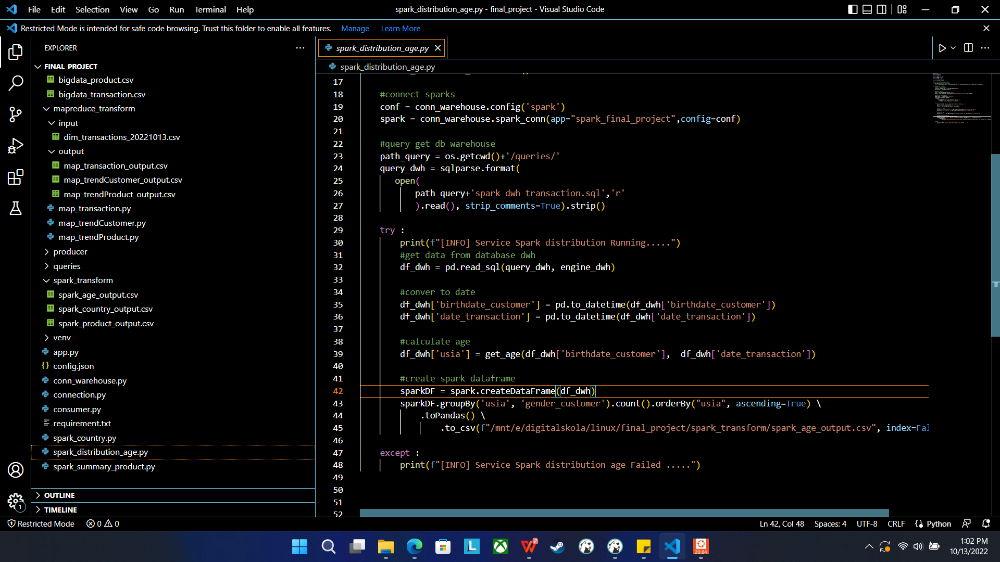 File Edit Selection View Go Run Terminal Help
spark_distribution_age.py - final_project - Visual Studio Code
Restricted Mode is intended for safe code browsing. Trust this folder to enable all features. Manage Learn More
EXPLORER
FINAL_PROJECT
bigdata_product.csv
bigdata_transaction.csv
mapreduce_transform
input
dim_transactions_20221013.csv
output
map_transaction_output.csv
map_trendCustomer_output.csv
map_trendProduct_output.csv
map_transaction.py
map_trendCustomer.py
map_trendProduct.py
producer
queries
spark_transform
spark_age_output.csv
spark_country_output.csv
spark_product_output.csv
venv
app.py
config.json
conn_warehouse.py
connection.py
consumer.py
requirement.txt
spark_country.py
spark_distribution_age.py
spark_summary_product.py
OUTLINE
TIMELINE
spark_distribution_age.py
spark_distribution_age.py
17
18 #connect sparks
19 conf = conn_warehouse.config('spark')
20 spark = conn_warehouse.spark_conn(app="spark_final_project",config=conf)
21
22 #query get db warehouse
23 path_query = os.getcwd()+'/queries/'
24 query_dwh = sqlparse.format(
25 open(
26 path_query+'spark_dwh_transaction.sql','r'
27 ).read(), strip_comments=True).strip()
28
29 try :
30 print(f"[INFO] Service Spark distribution Running.....")
31 #get data from database dwh
32 df_dwh = pd.read_sql(query_dwh, engine_dwh)
33
34 #conver to date
35 df_dwh['birthdate_customer'] = pd.to_datetime(df_dwh['birthdate_customer'])
36 df_dwh['date_transaction'] = pd.to_datetime(df_dwh['date_transaction'])
37
38 #calculate age
39 df_dwh['usia'] = get_age(df_dwh['birthdate_customer'],  df_dwh['date_transaction'])
40
41 #create spark dataframe
42 sparkDF = spark.createDataFrame(df_dwh)
43 sparkDF.groupBy('usia', 'gender_customer').count().orderBy("usia", ascending=True) \
44 .toPandas() \
45 .to_csv(f"/mnt/e/digitalskola/linux/final_project/spark_transform/spark_age_output.csv", index=Fal
46
47 except :
48 print(f"[INFO] Service Spark distribution age Failed .....")
49
50
51
52
1
Restricted Mode 0 0
Ln 42, Col 48 Spaces: 4 UTF-8 CRLF Python
L
2
20.04
1:02 PM
10/13/2022